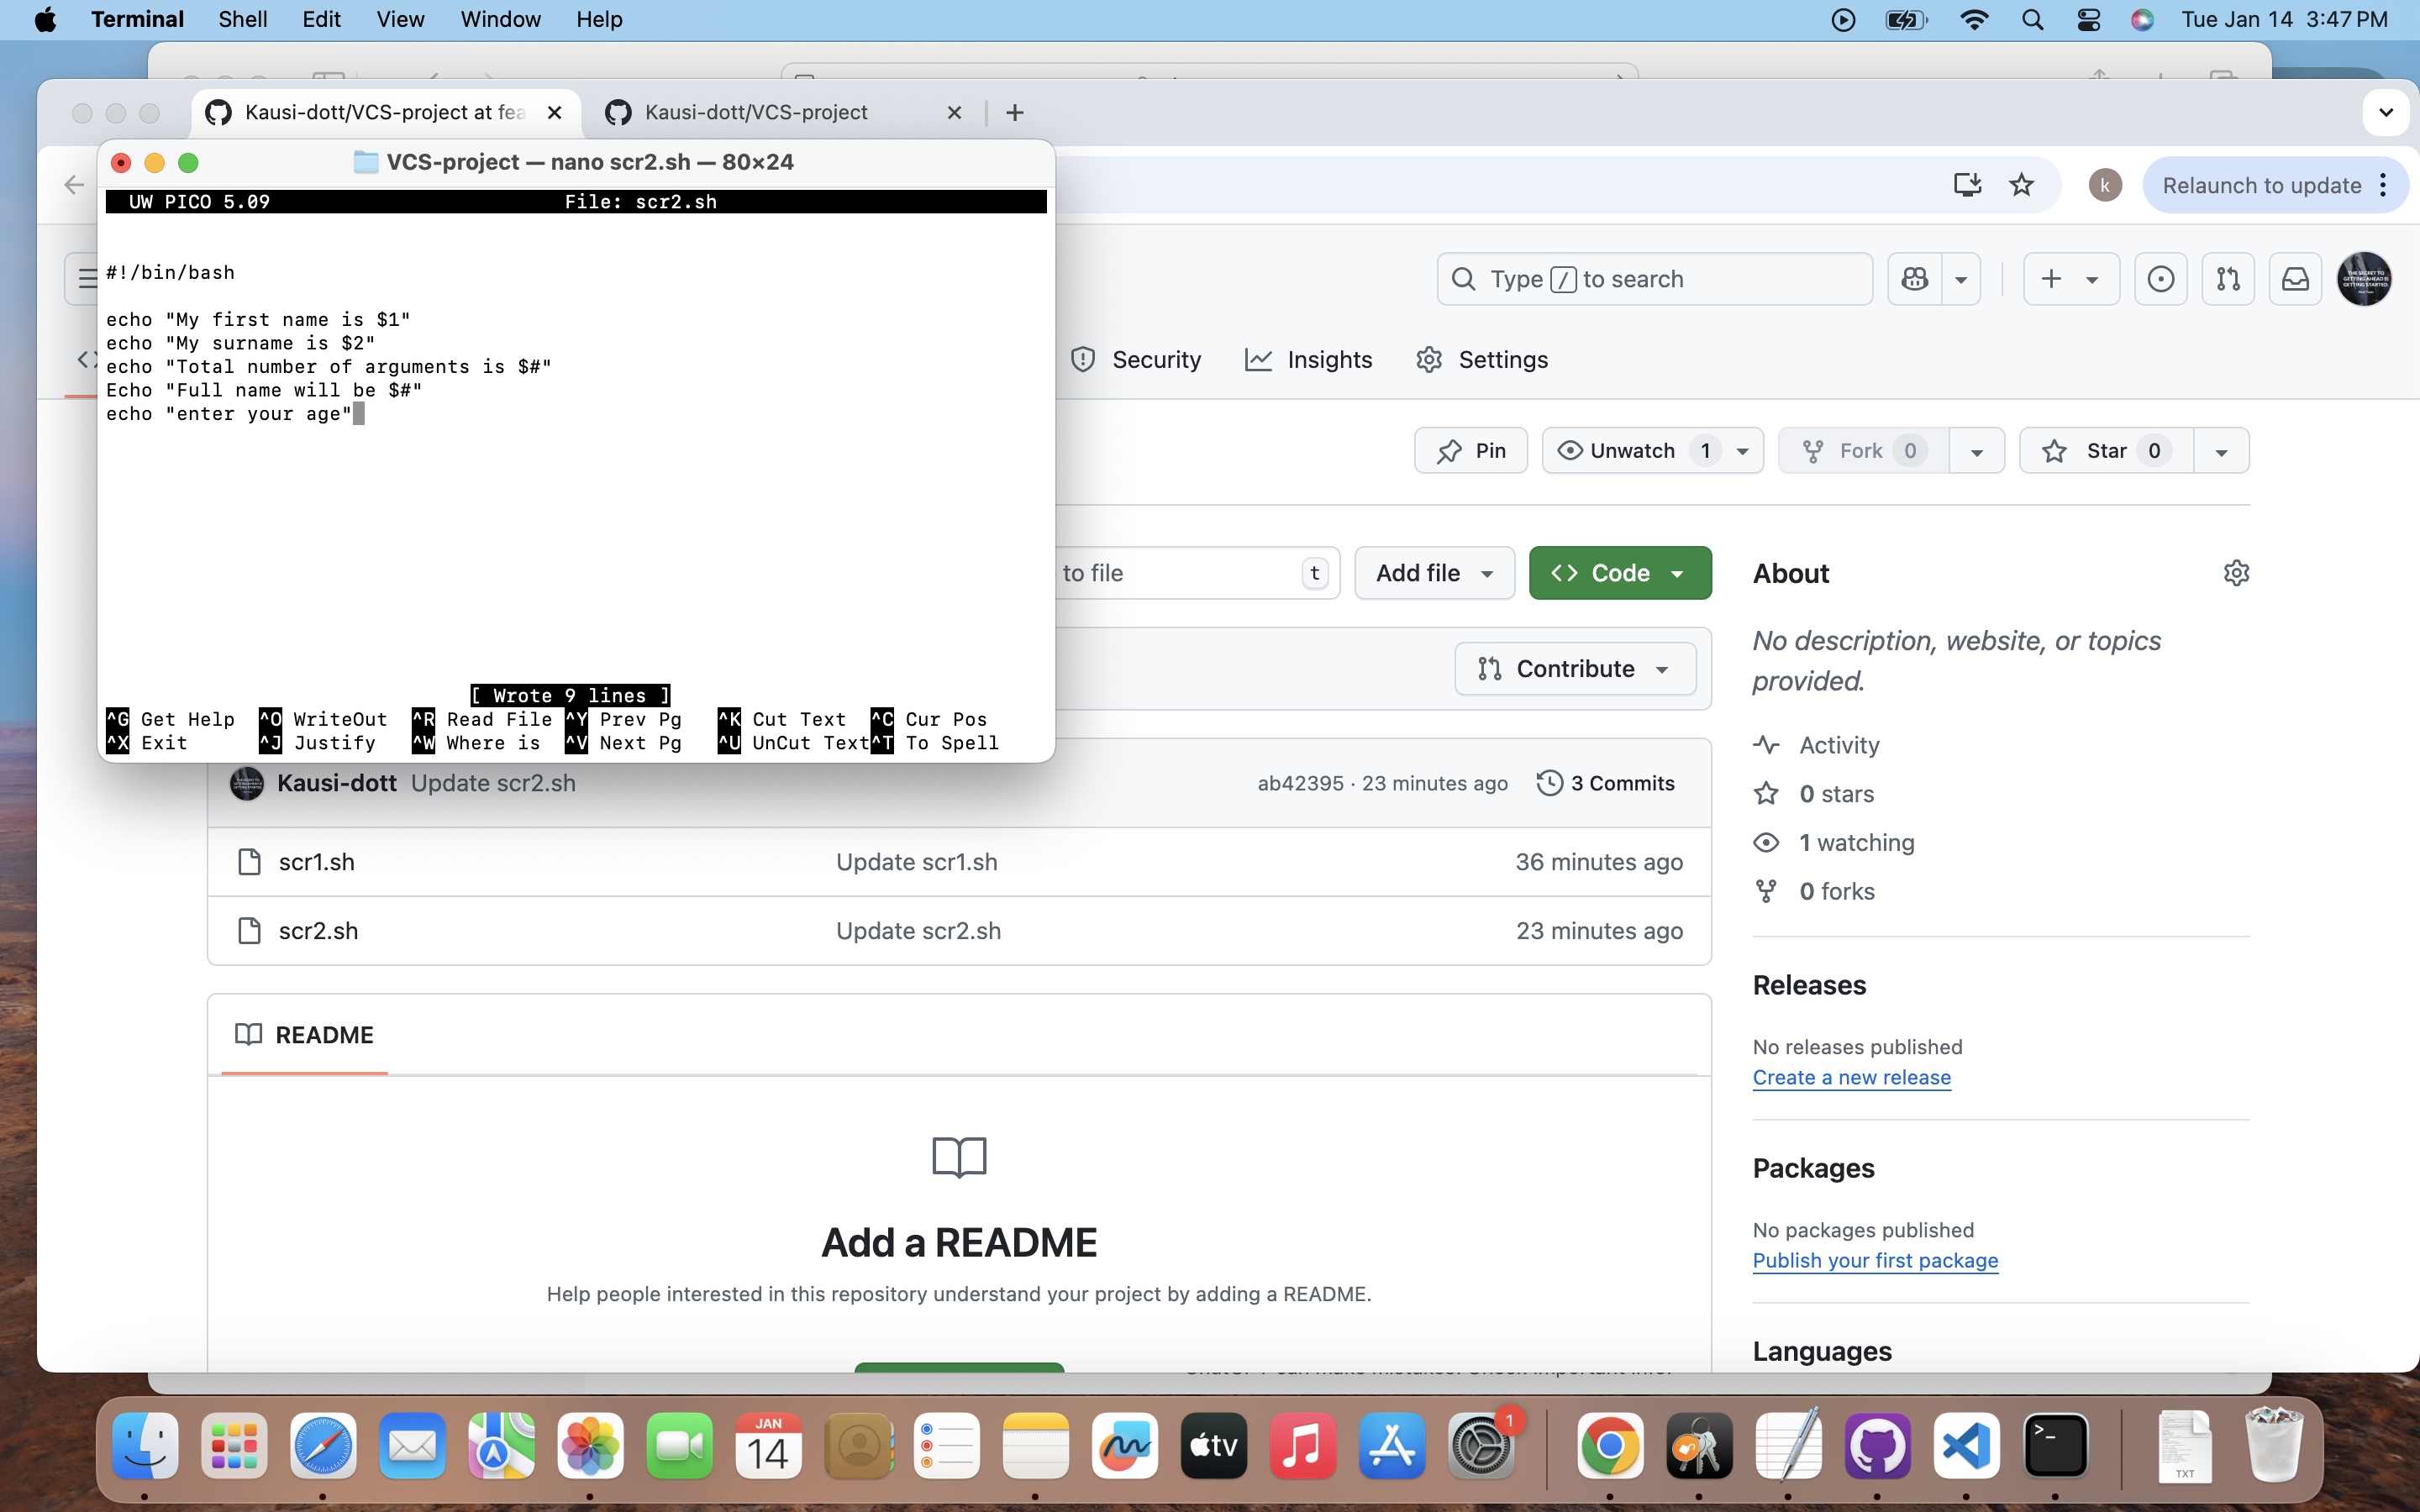 Terminal Shell Edit View Window Help Tue Jan 14 3:47 PM
Kausi-dott/VCS-project at fea Kausi-dott/VCS-project
VCS-project — nano scr2.sh — 80×24
k Relaunch to update
UW PICO 5.09 File: scr2.sh
#!/bin/bash
echo "My first name is $1"
echo "My surname is $2"
echo "Total number of arguments is $#"
Echo "Full name will be $#"
echo "enter your age"
[ Wrote 9 lines ]
^G Get Help ^O WriteOut ^R Read File ^Y Prev Pg ^K Cut Text ^C Cur Pos
^X Exit ^J Justify ^W Where is ^V Next Pg ^U UnCut Text ^T To Spell
Type / to search
Security Insights Settings
Pin Unwatch 1 Fork 0 Star 0
to file t Add file Code
Contribute
Kausi-dott Update scr2.sh ab42395 · 23 minutes ago 3 Commits
scr1.sh Update scr1.sh 36 minutes ago
scr2.sh Update scr2.sh 23 minutes ago
README
Add a README
Help people interested in this repository understand your project by adding a README.
About
No description, website, or topics
provided.
Activity
0 stars
1 watching
0 forks
Releases
No releases published
Create a new release
Packages
No packages published
Publish your first package
Languages
JAN
14
tv
1
>_
TXT